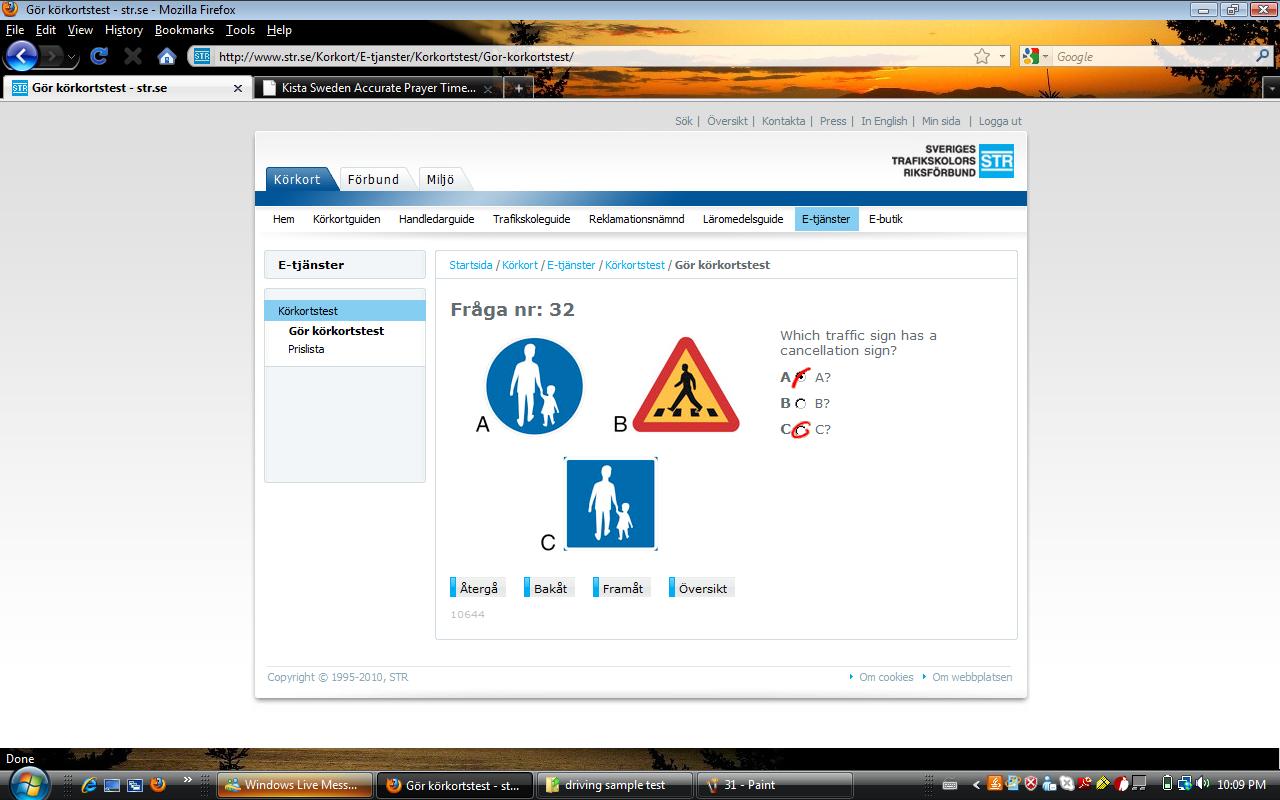 Gör körkortstest - str.se - Mozilla Firefox
File Edit View History Bookmarks Tools Help
STR http://www.str.se/Korkort/E-tjanster/Korkortstest/Gor-korkortstest/ Google
STR Gör körkortstest - str.se Kista Sweden Accurate Prayer Time...
Sök | Översikt | Kontakta | Press | In English | Min sida | Logga ut
SVERIGES
TRAFIKSKOLORS
RIKSFÖRBUND
STR
Körkort Förbund Miljö
Hem Körkortguiden Handledarguide Trafikskoleguide Reklamationsnämnd Läromedelsguide E-tjänster E-butik
E-tjänster
Körkortstest
Gör körkortstest
Prislista
Startsida / Körkort / E-tjänster / Körkortstest / Gör körkortstest
Fråga nr: 32
A
B
C
Which traffic sign has a
cancellation sign?
A A?
B B?
C C?
Återgå Bakåt Framåt Översikt
10644
Copyright © 1995-2010, STR
Om cookies Om webbplatsen
Done
Windows Live Mess... Gör körkortstest - st... driving sample test 31 - Paint 10:09 PM